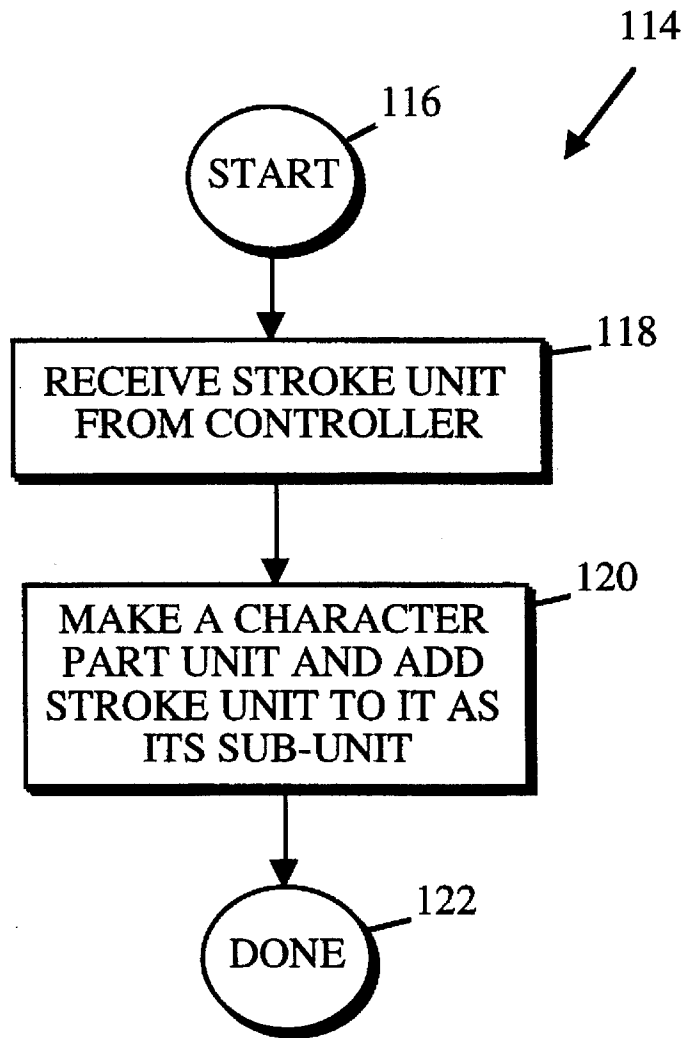 114
116
START
118
RECEIVE STROKE UNIT
FROM CONTROLLER
120
MAKE A CHARACTER
PART UNIT AND ADD
STROKE UNIT TO IT AS
ITS SUB-UNIT
122
DONE